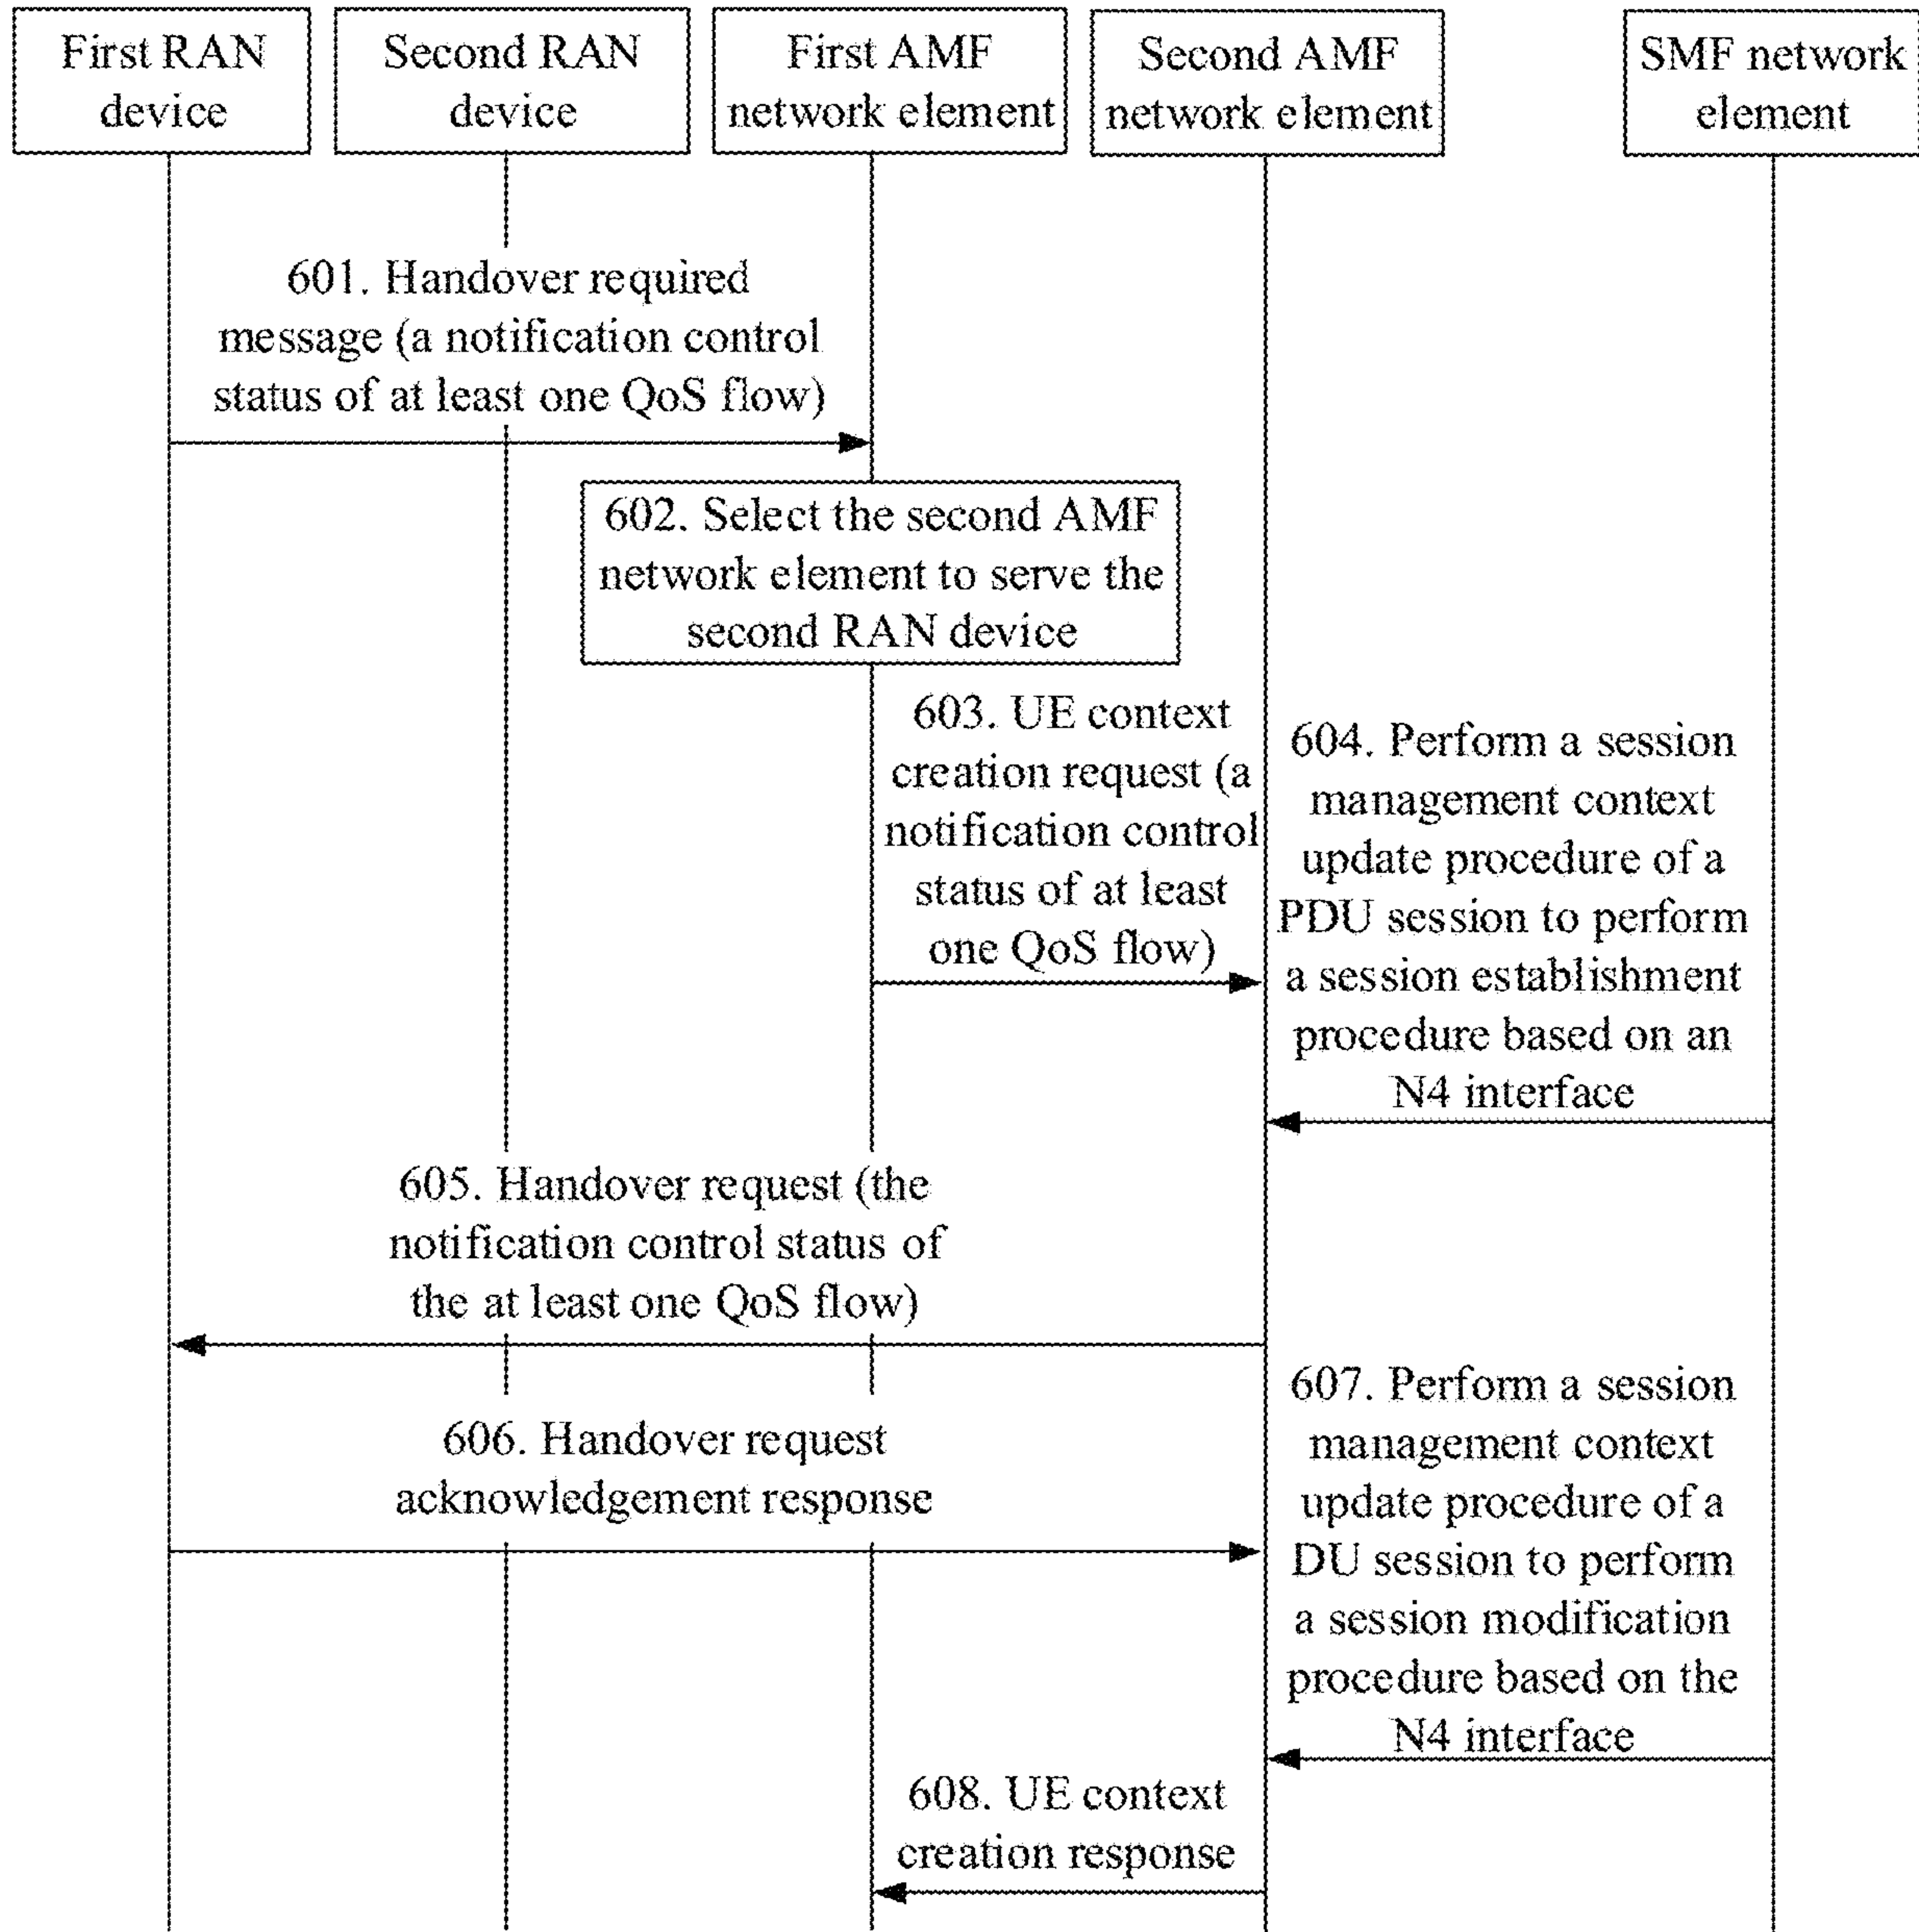 First RAN
device
Second RAN
device
First AMF
network element
Second AMF
network element
SMF network
element
601. Handover required
message (a notification control
status of at least one QoS flow)
602. Select the second AMF
network element to serve the
second RAN device
603. UE context
creation request (a
notification control
status of at least
one QoS flow)
604. Perform a session
management context
update procedure of a
PDU session to perform
a session establishment
procedure based on an
N4 interface
605. Handover request (the
notification control status of
the at least one QoS flow)
606. Handover request
acknowledgement response
607. Perform a session
management context
update procedure of a
DU session to perform
a session modification
procedure based on the
N4 interface
608. UE context
creation response